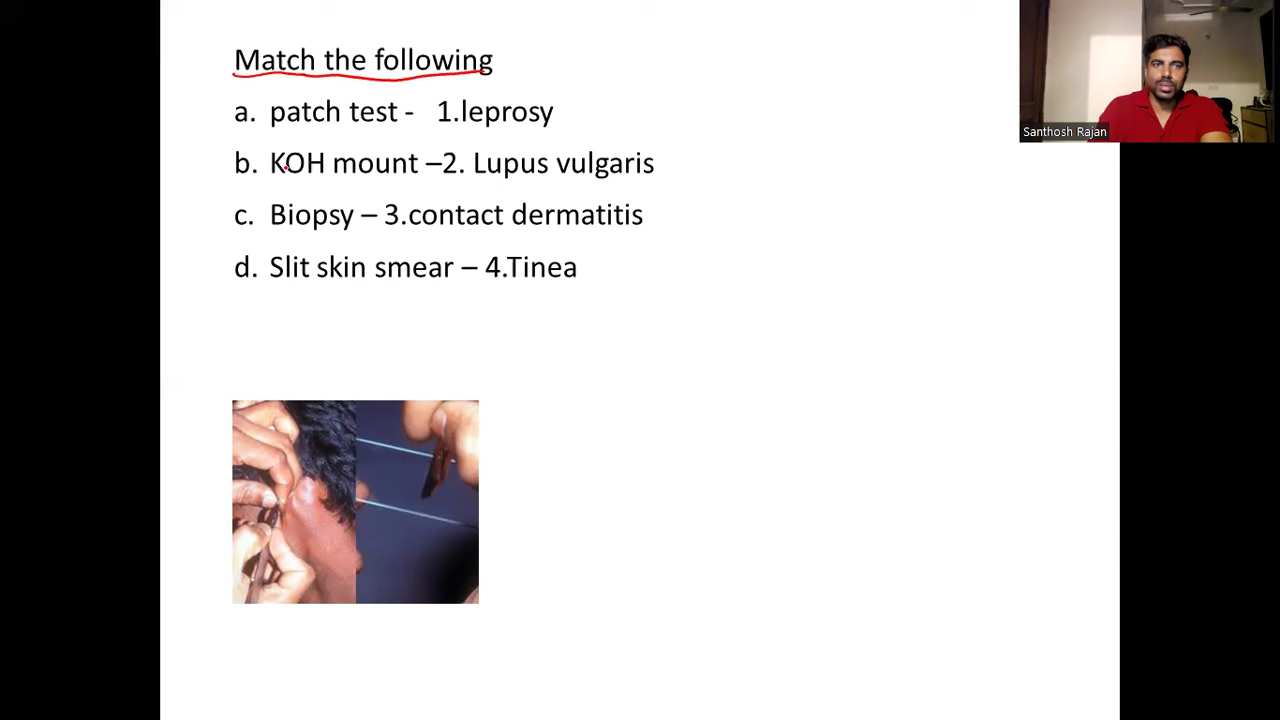 Match the following
a. patch test - 1.leprosy
b. KOH mount –2. Lupus vulgaris
c. Biopsy – 3.contact dermatitis
d. Slit skin smear – 4.Tinea
Santhosh Rajan